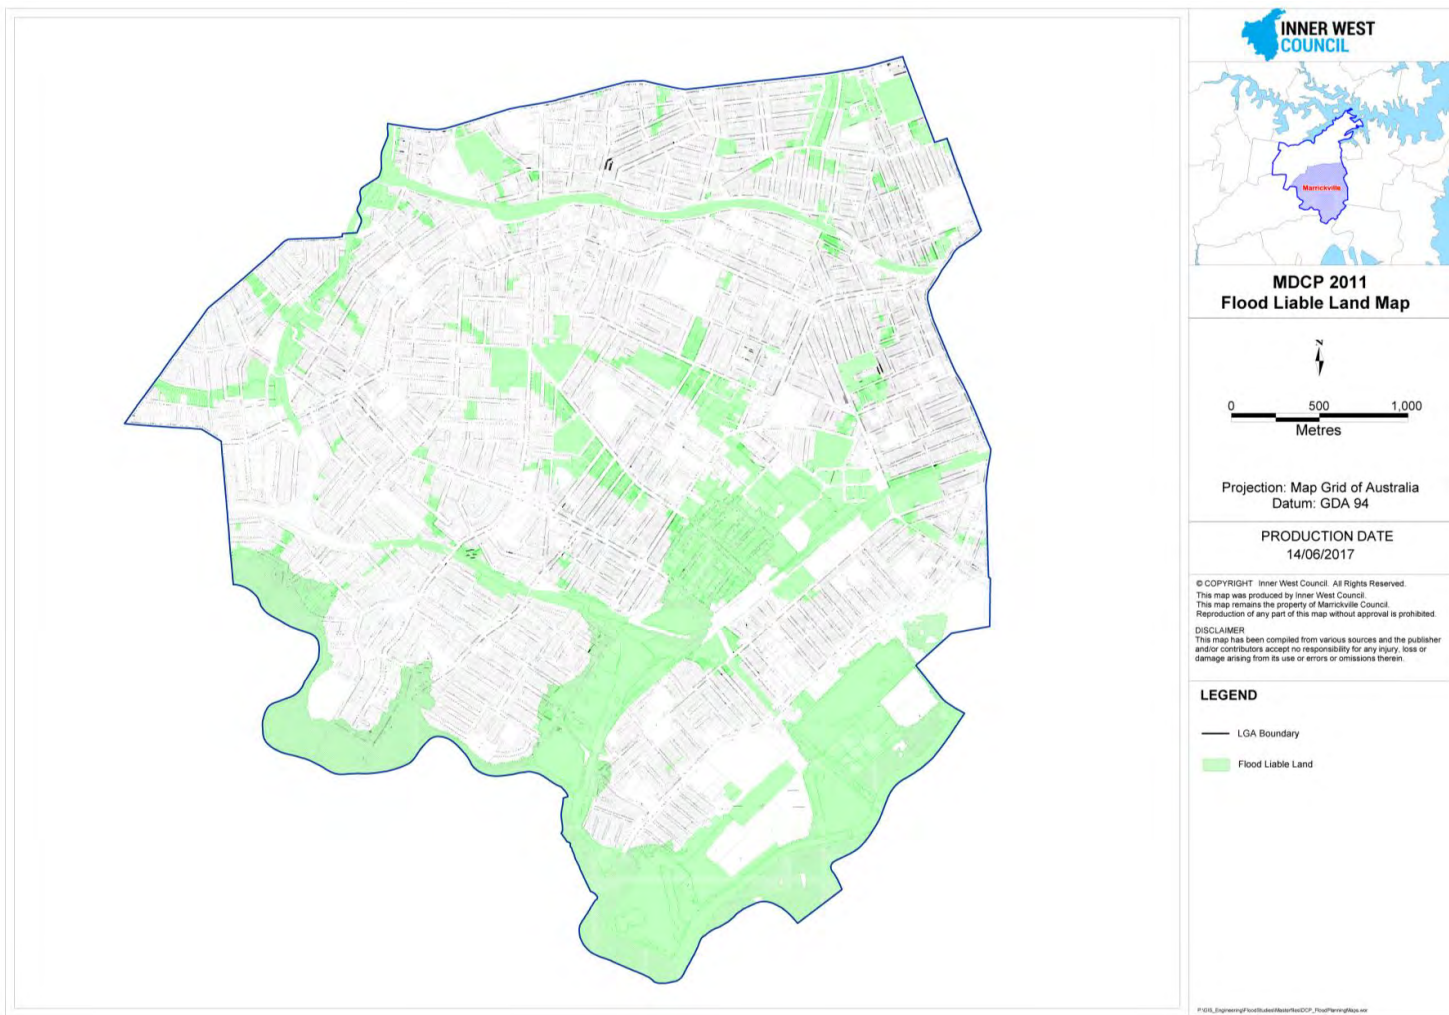 INNER WEST
COUNCIL
Marrickville
MDCP 2011
Flood Liable Land Map
N
0 500 1,000
Metres
Projection: Map Grid of Australia
Datum: GDA 94
PRODUCTION DATE
14/06/2017
© COPYRIGHT Inner West Council. All Rights Reserved.
This map was produced by Inner West Council.
This map remains the property of Marrickville Council.
Reproduction of any part of this map without approval is prohibited.
DISCLAIMER
This map has been compiled from various sources and the publisher
and/or contributors accept no responsibility for any injury, loss or
damage arising from its use or errors or omissions therein.
LEGEND
LGA Boundary
Flood Liable Land